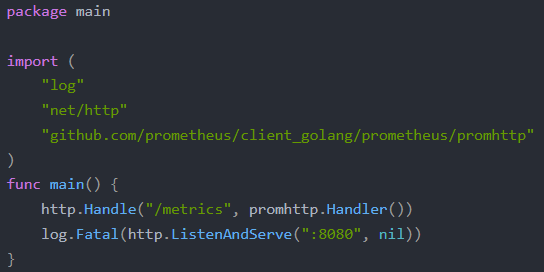 package main

import (
    "log"
    "net/http"
    "github.com/prometheus/client_golang/prometheus/promhttp"
)
func main() {
    http.Handle("/metrics", promhttp.Handler())
    log.Fatal(http.ListenAndServe(":8080", nil))
}